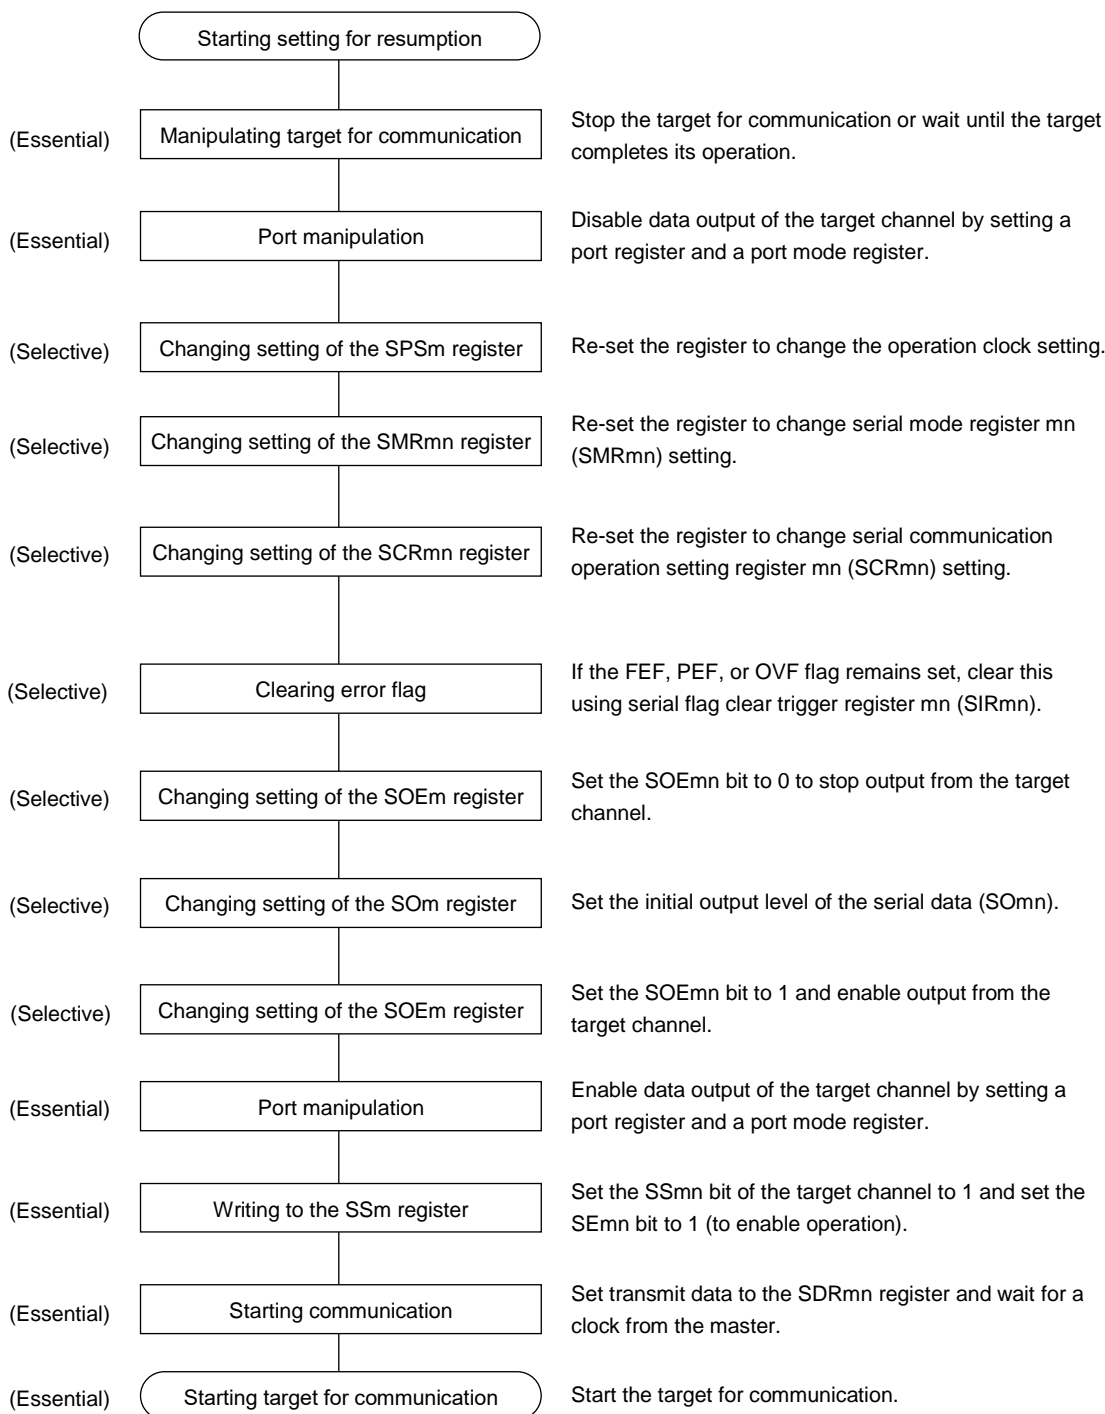 Starting setting for resumption
(Essential)
Manipulating target for communication
Stop the target for communication or wait until the target
completes its operation.
(Essential)
Port manipulation
Disable data output of the target channel by setting a
port register and a port mode register.
(Selective)
Changing setting of the SPSm register
Re-set the register to change the operation clock setting.
(Selective)
Changing setting of the SMRmn register
Re-set the register to change serial mode register mn
(SMRmn) setting.
(Selective)
Changing setting of the SCRmn register
Re-set the register to change serial communication
operation setting register mn (SCRmn) setting.
(Selective)
Clearing error flag
If the FEF, PEF, or OVF flag remains set, clear this
using serial flag clear trigger register mn (SIRmn).
(Selective)
Changing setting of the SOEm register
Set the SOEmn bit to 0 to stop output from the target
channel.
(Selective)
Changing setting of the SOm register
Set the initial output level of the serial data (SOmn).
(Selective)
Changing setting of the SOEm register
Set the SOEmn bit to 1 and enable output from the
target channel.
(Essential)
Port manipulation
Enable data output of the target channel by setting a
port register and a port mode register.
(Essential)
Writing to the SSm register
Set the SSmn bit of the target channel to 1 and set the
SEmn bit to 1 (to enable operation).
(Essential)
Starting communication
Set transmit data to the SDRmn register and wait for a
clock from the master.
(Essential)
Starting target for communication
Start the target for communication.